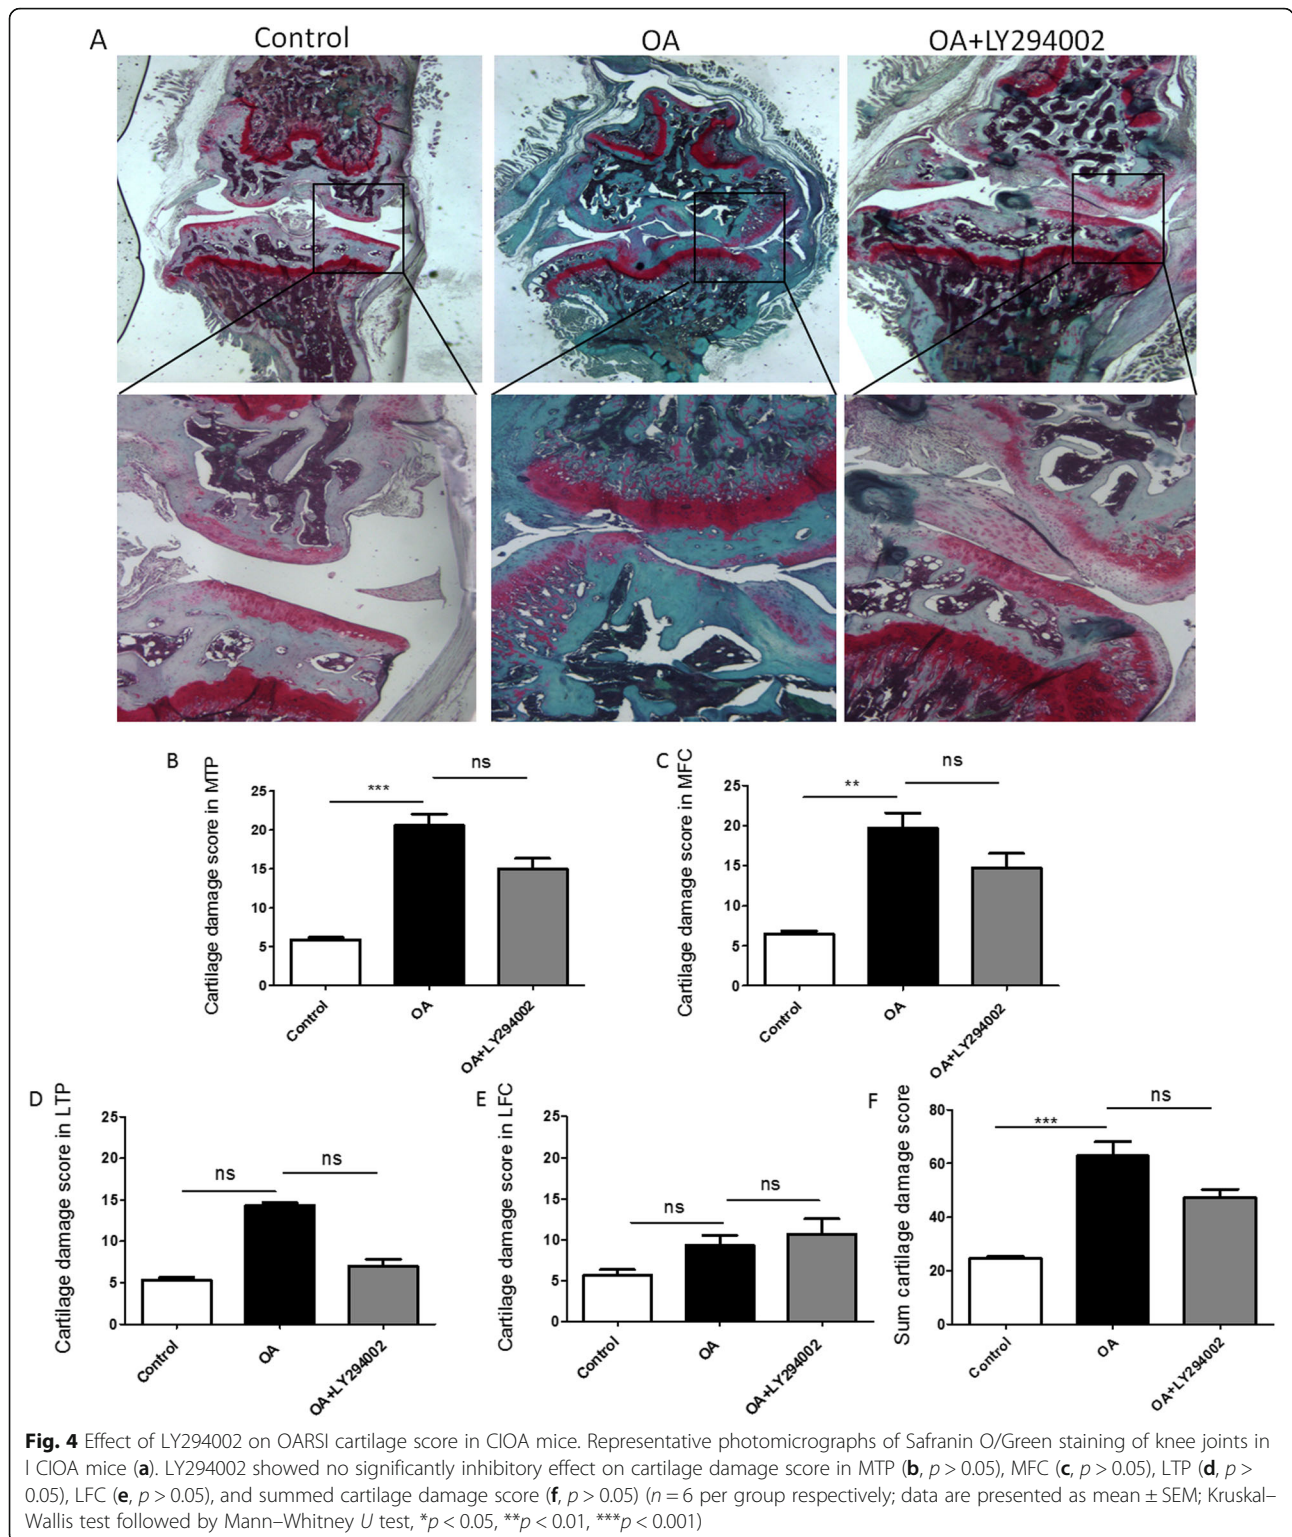 A
Control
OA
OA+LY294002
B
Cartilage damage score in MTP
25
20
15
10
5
0
***
ns
Control
OA
OA+LY294002
C
Cartilage damage score in MFC
25
20
15
10
5
0
**
ns
Control
OA
OA+LY294002
D
Cartilage damage score in LTP
25
20
15
10
5
0
ns
ns
Control
OA
OA+LY294002
E
Cartilage damage score in LFC
25
20
15
10
5
0
ns
ns
Control
OA
OA+LY294002
F
Sum cartilage damage score
80
60
40
20
0
***
ns
Control
OA
OA+LY294002
Fig. 4 Effect of LY294002 on OARSI cartilage score in CIOA mice. Representative photomicrographs of Safranin O/Green staining of knee joints in
l CIOA mice (a). LY294002 showed no significantly inhibitory effect on cartilage damage score in MTP (b, p > 0.05), MFC (c, p > 0.05), LTP (d, p >
0.05), LFC (e, p > 0.05), and summed cartilage damage score (f, p > 0.05) (n = 6 per group respectively; data are presented as mean ± SEM; Kruskal–
Wallis test followed by Mann–Whitney U test, *p < 0.05, **p < 0.01, ***p < 0.001)